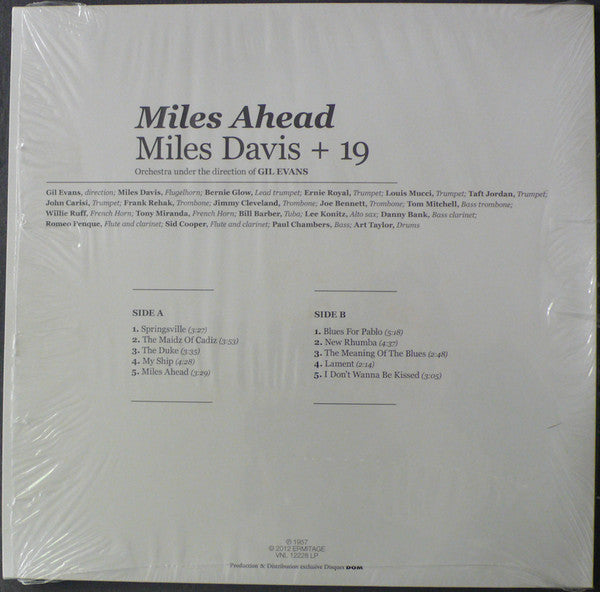 Miles Ahead
Miles Davis + 19
Orchestra under the direction of GIL EVANS
Gil Evans, direction; Miles Davis, Flugelhorn; Bernie Glow, Lead trumpet; Ernie Royal, Trumpet; Louis Mucci, Trumpet; Taft Jordan, Trumpet;
John Carisi, Trumpet; Frank Rehak, Trombone; Jimmy Cleveland, Trombone; Joe Bennett, Trombone; Tom Mitchell, Bass trombone;
Willie Ruff, French Horn; Tony Miranda, French Horn; Bill Barber, Tuba; Lee Konitz, Alto sax; Danny Bank, Bass clarinet;
Romeo Penque, Flute and clarinet; Sid Cooper, Flute and clarinet; Paul Chambers, Bass; Art Taylor, Drums
SIDE A
1. Springsville (3:27)
2. The Maidz Of Cadiz (3:53)
3. The Duke (3:35)
4. My Ship (4:28)
5. Miles Ahead (3:29)
SIDE B
1. Blues For Pablo (5:18)
2. New Rhumba (4:37)
3. The Meaning Of The Blues (2:48)
4. Lament (2:14)
5. I Don't Wanna Be Kissed (3:05)
℗ 1957
© 2012 ERMITAGE
VNL 12228 LP
Production & Distribution exclusive Disques DOM